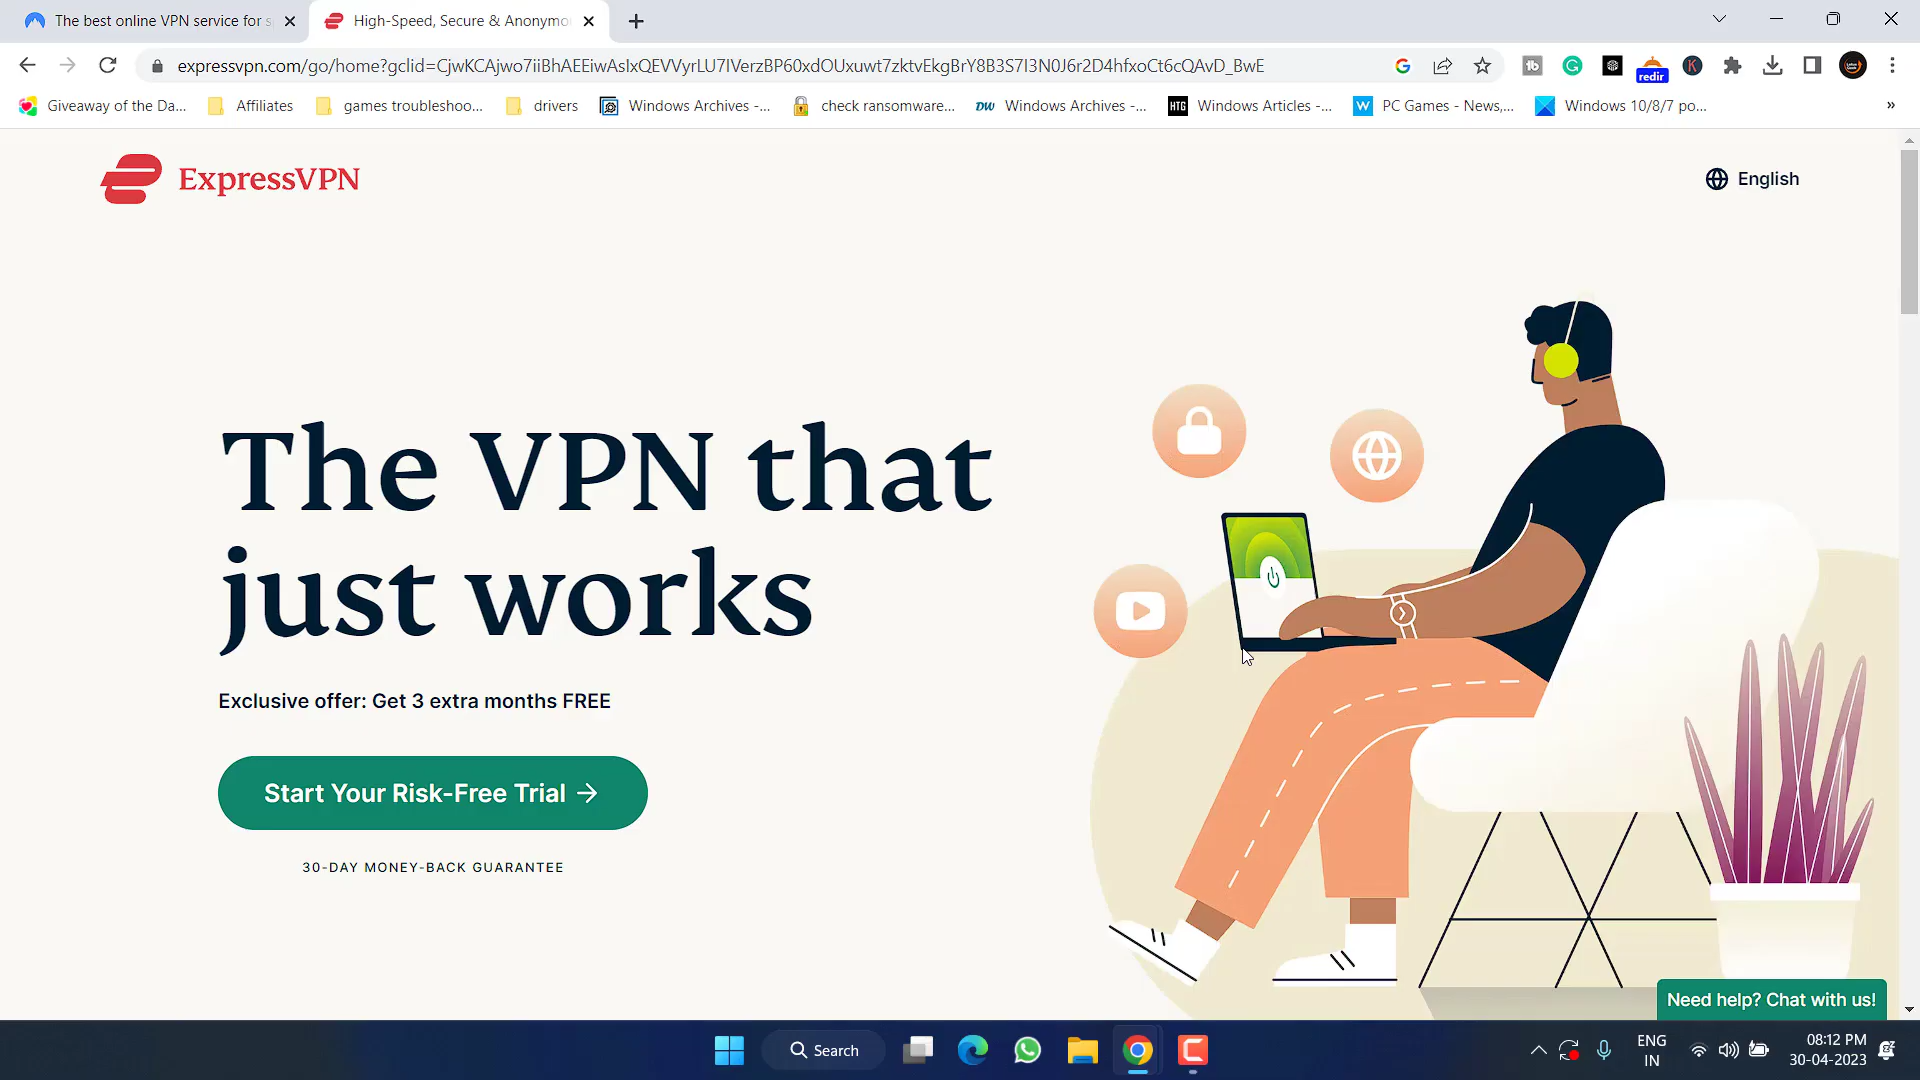 The best online VPN service for s
High-Speed, Secure & Anonymo
expressvpn.com/go/home?gclid=CjwKCAjwo7iiBhAEEiwAsIxQEVVyrLU7IVerzBP60xdOUxuwt7zktvEkgBrY8B3S7I3N0J6r2D4hfxoCt6cQAvD_BwE
redir
Giveaway of the Da...
Affiliates
games troubleshoo...
drivers
Windows Archives -...
check ransomware...
DW
Windows Archives -...
HTG
Windows Articles -...
W
PC Games - News,...
Windows 10/8/7 po...
»
ExpressVPN
English
The VPN that
just works
Exclusive offer: Get 3 extra months FREE
Start Your Risk-Free Trial →
30-DAY MONEY-BACK GUARANTEE
Need help? Chat with us!
Search
ENG
IN
08:12 PM
30-04-2023